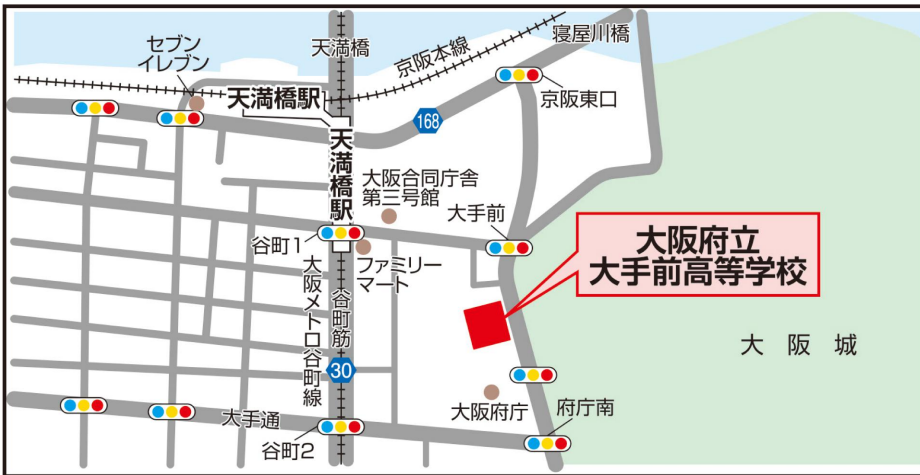 セブン
イレブン
天満橋
京阪本線
寝屋川橋
天満橋駅
京阪東口
168
天満橋駅
大阪合同庁舎
第三号館
大手前
谷町1
ファミリー
マート
大阪府立
大手前高等学校
大阪メトロ谷町線
谷町筋
30
大阪城
大阪府庁
府庁南
大手通
谷町2